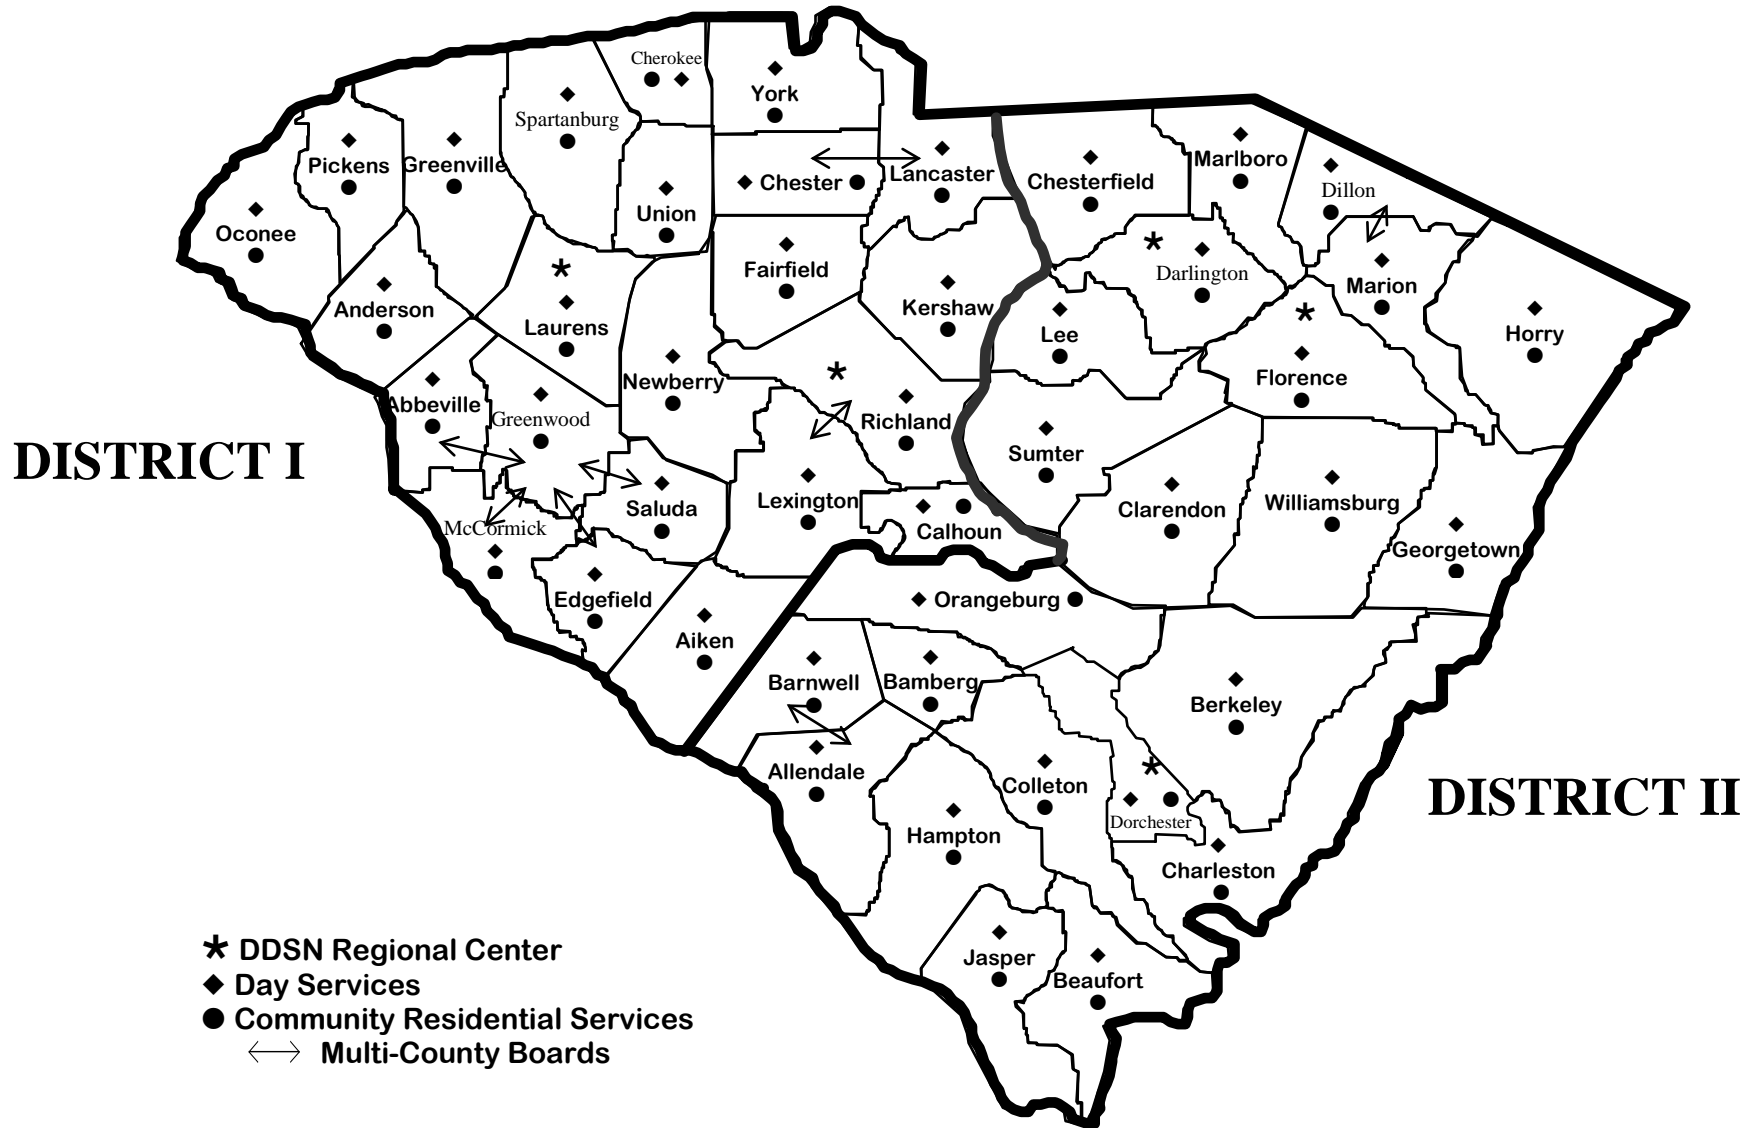 Cherokee
York
Spartanburg
Pickens
Greenville
Chester
Lancaster
Chesterfield
Marlboro
Dillon
Union
Oconee
Fairfield
Darlington
Marion
Anderson
Laurens
Kershaw
Lee
Horry
Newberry
Florence
Abbeville
Greenwood
Richland
DISTRICT I
Sumter
Lexington
Saluda
Clarendon
Williamsburg
McCormick
Calhoun
Georgetown
Edgefield
Orangeburg
Aiken
Barnwell
Bamberg
Berkeley
Allendale
Colleton
DISTRICT II
Dorchester
Hampton
Charleston
* DDSN Regional Center
Jasper
◆ Day Services
Beaufort
● Community Residential Services
↔ Multi-County Boards